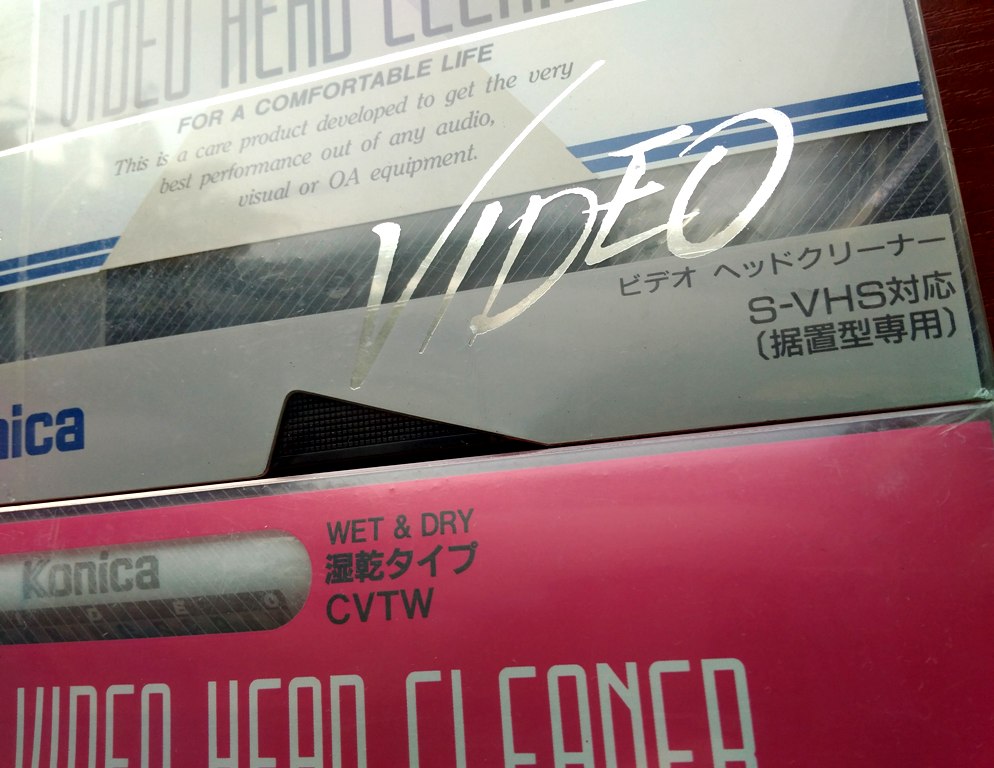 VIDEO HEAD CLEANER
FOR A COMFORTABLE LIFE
This is a care product developed to get the very
best performance out of any audio,
visual or OA equipment.
VIDEO
ビデオ ヘッドクリーナー
S-VHS対応
(据置型専用)
nica
Konica
WET & DRY
湿乾タイプ
CVTW
VIDEO HEAD CLEANER